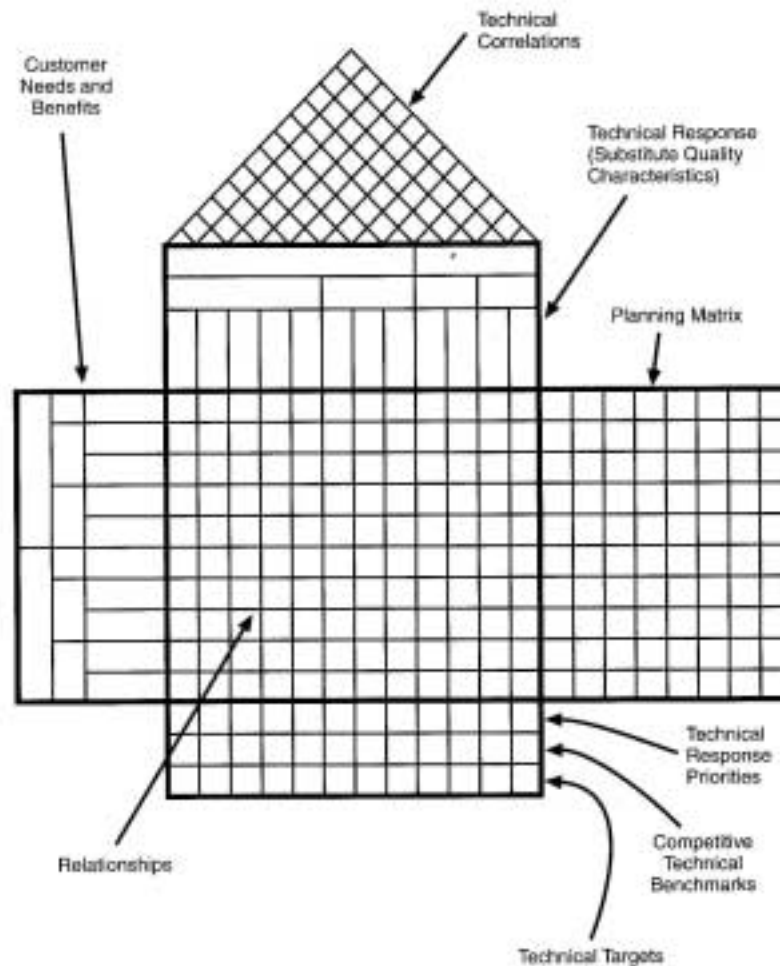 Technical
Correlations
Customer
Needs and
Benefits
Technical Response
(Substitute Quality
Characteristics)
Planning Matrix
Technical
Response
Priorities
Relationships
Competitive
Technical
Benchmarks
Technical Targets